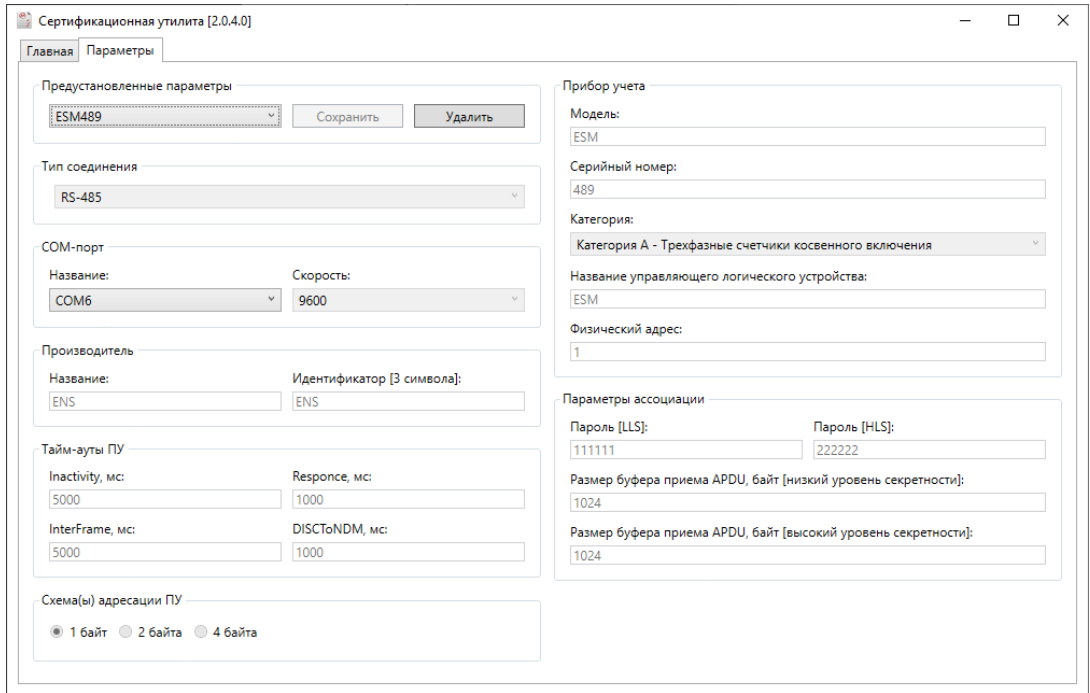 Сертификационная утилита [2.0.4.0]
Главная Параметры
Предустановленные параметры
ESM489 Сохранить Удалить
Тип соединения
RS-485
COM-порт
Название: Скорость:
COM6 9600
Производитель
Название: Идентификатор [3 символа]:
ENS ENS
Тайм-ауты ПУ
Inactivity, мс: Responce, мс:
5000 1000
InterFrame, мс: DISCToNDM, мс:
5000 1000
Схема(ы) адресации ПУ
1 байт 2 байта 4 байта
Прибор учета
Модель:
ESM
Серийный номер:
489
Категория:
Категория А - Трехфазные счетчики косвенного включения
Название управляющего логического устройства:
ESM
Физический адрес:
1
Параметры ассоциации
Пароль [LLS]: Пароль [HLS]:
111111 222222
Размер буфера приема APDU, байт [низкий уровень секретности]:
1024
Размер буфера приема APDU, байт [высокий уровень секретности]:
1024